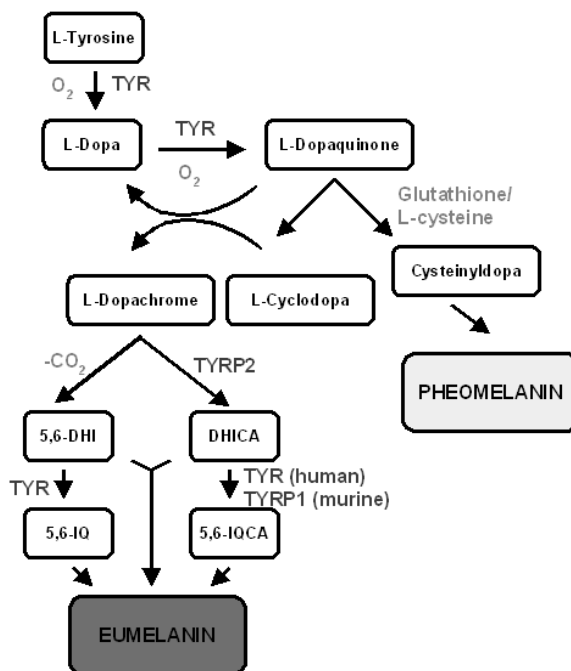 L-Tyrosine
O2 TYR
L-Dopa
TYR
O2
L-Dopaquinone
Glutathione/
L-cysteine
L-Dopachrome
L-Cyclodopa
Cysteinyldopa
PHEOMELANIN
-CO2
TYRP2
5,6-DHI
DHICA
TYR
TYR (human)
TYRP1 (murine)
5,6-IQ
5,6-IQCA
EUMELANIN